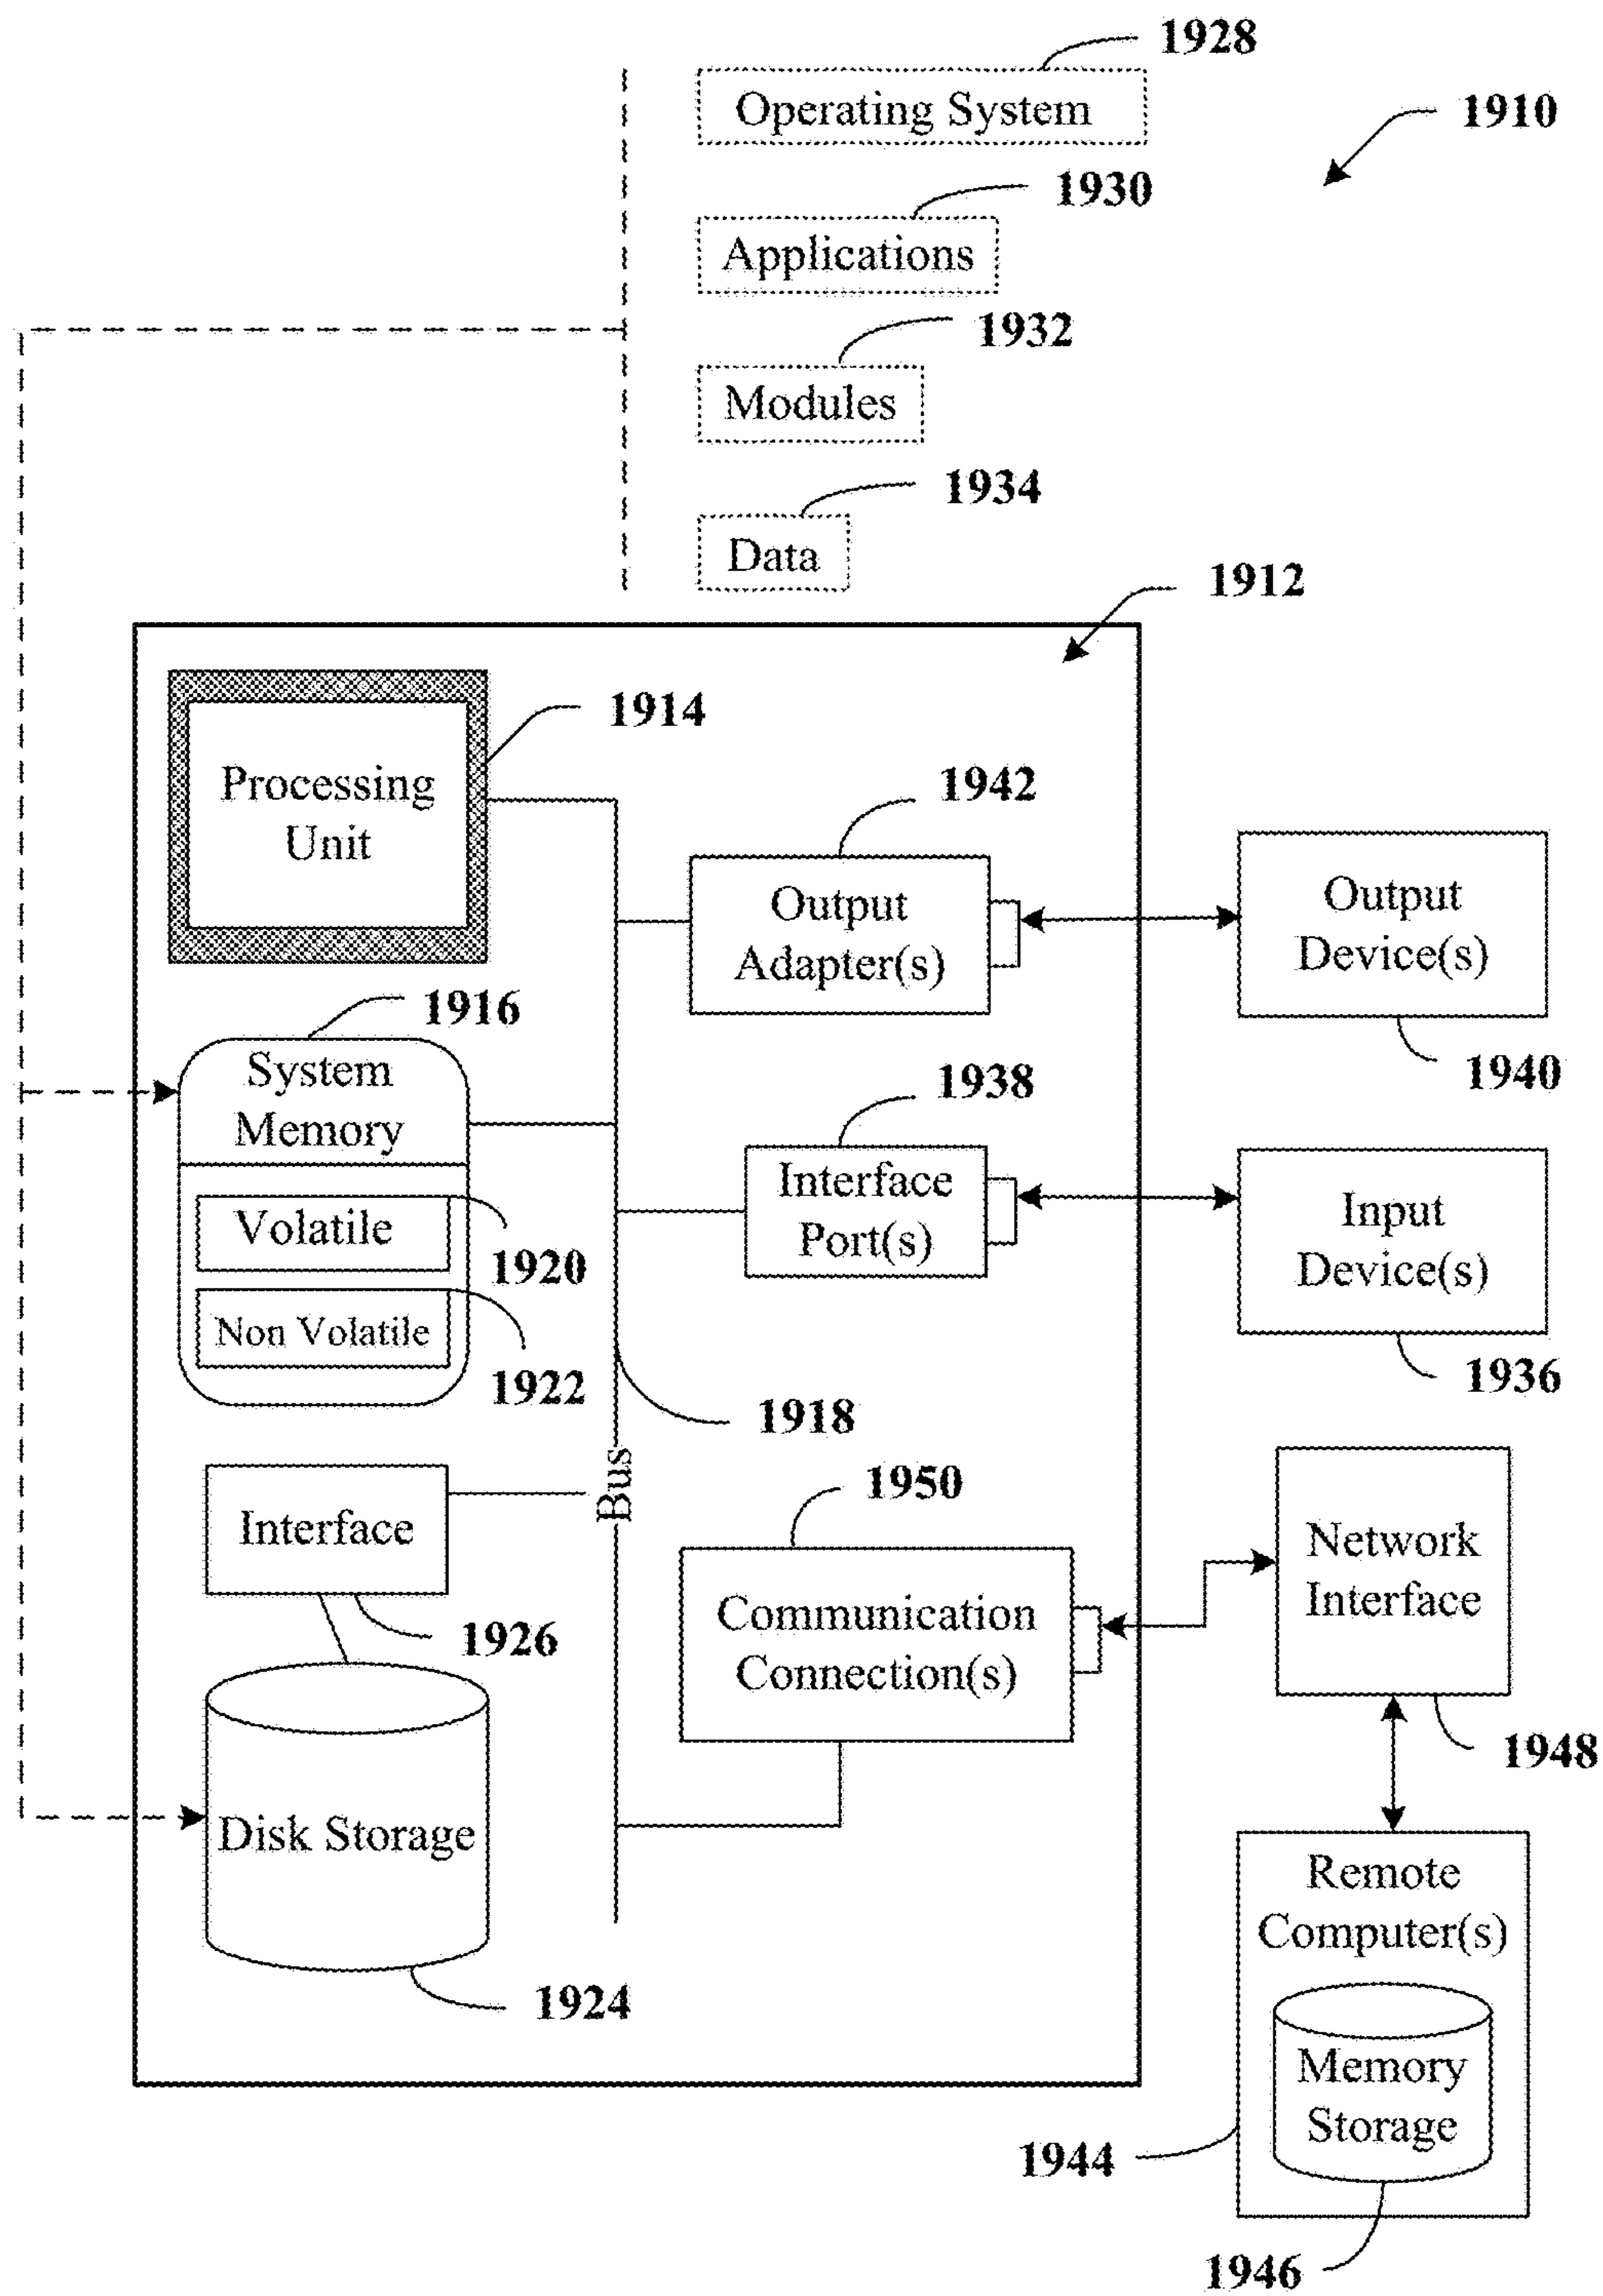 1928
Operating System
1910
1930
Applications
1932
Modules
1934
Data
1912
1914
Processing
Unit
1942
Output
Adapter(s)
Output
Device(s)
1940
1916
System
Memory
1938
Interface
Port(s)
Input
Device(s)
1936
Volatile
1920
Non Volatile
1922
1918
Bus
Interface
1926
1950
Communication
Connection(s)
Network
Interface
1948
Disk Storage
1924
Remote
Computer(s)
Memory
Storage
1944
1946